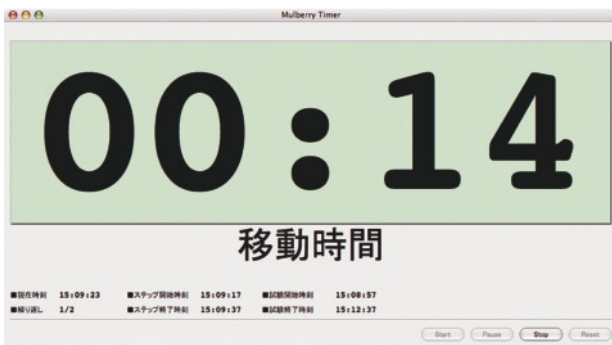 Mulberry Timer
00:14
移動時間
■現在時刻 15:09:23 ■ステップ開始時刻 15:09:17 ■試験開始時刻 15:08:57
■繰り返し 1/2 ■ステップ終了時刻 15:09:37 ■試験終了時刻 15:12:37
Start Pause Stop Reset